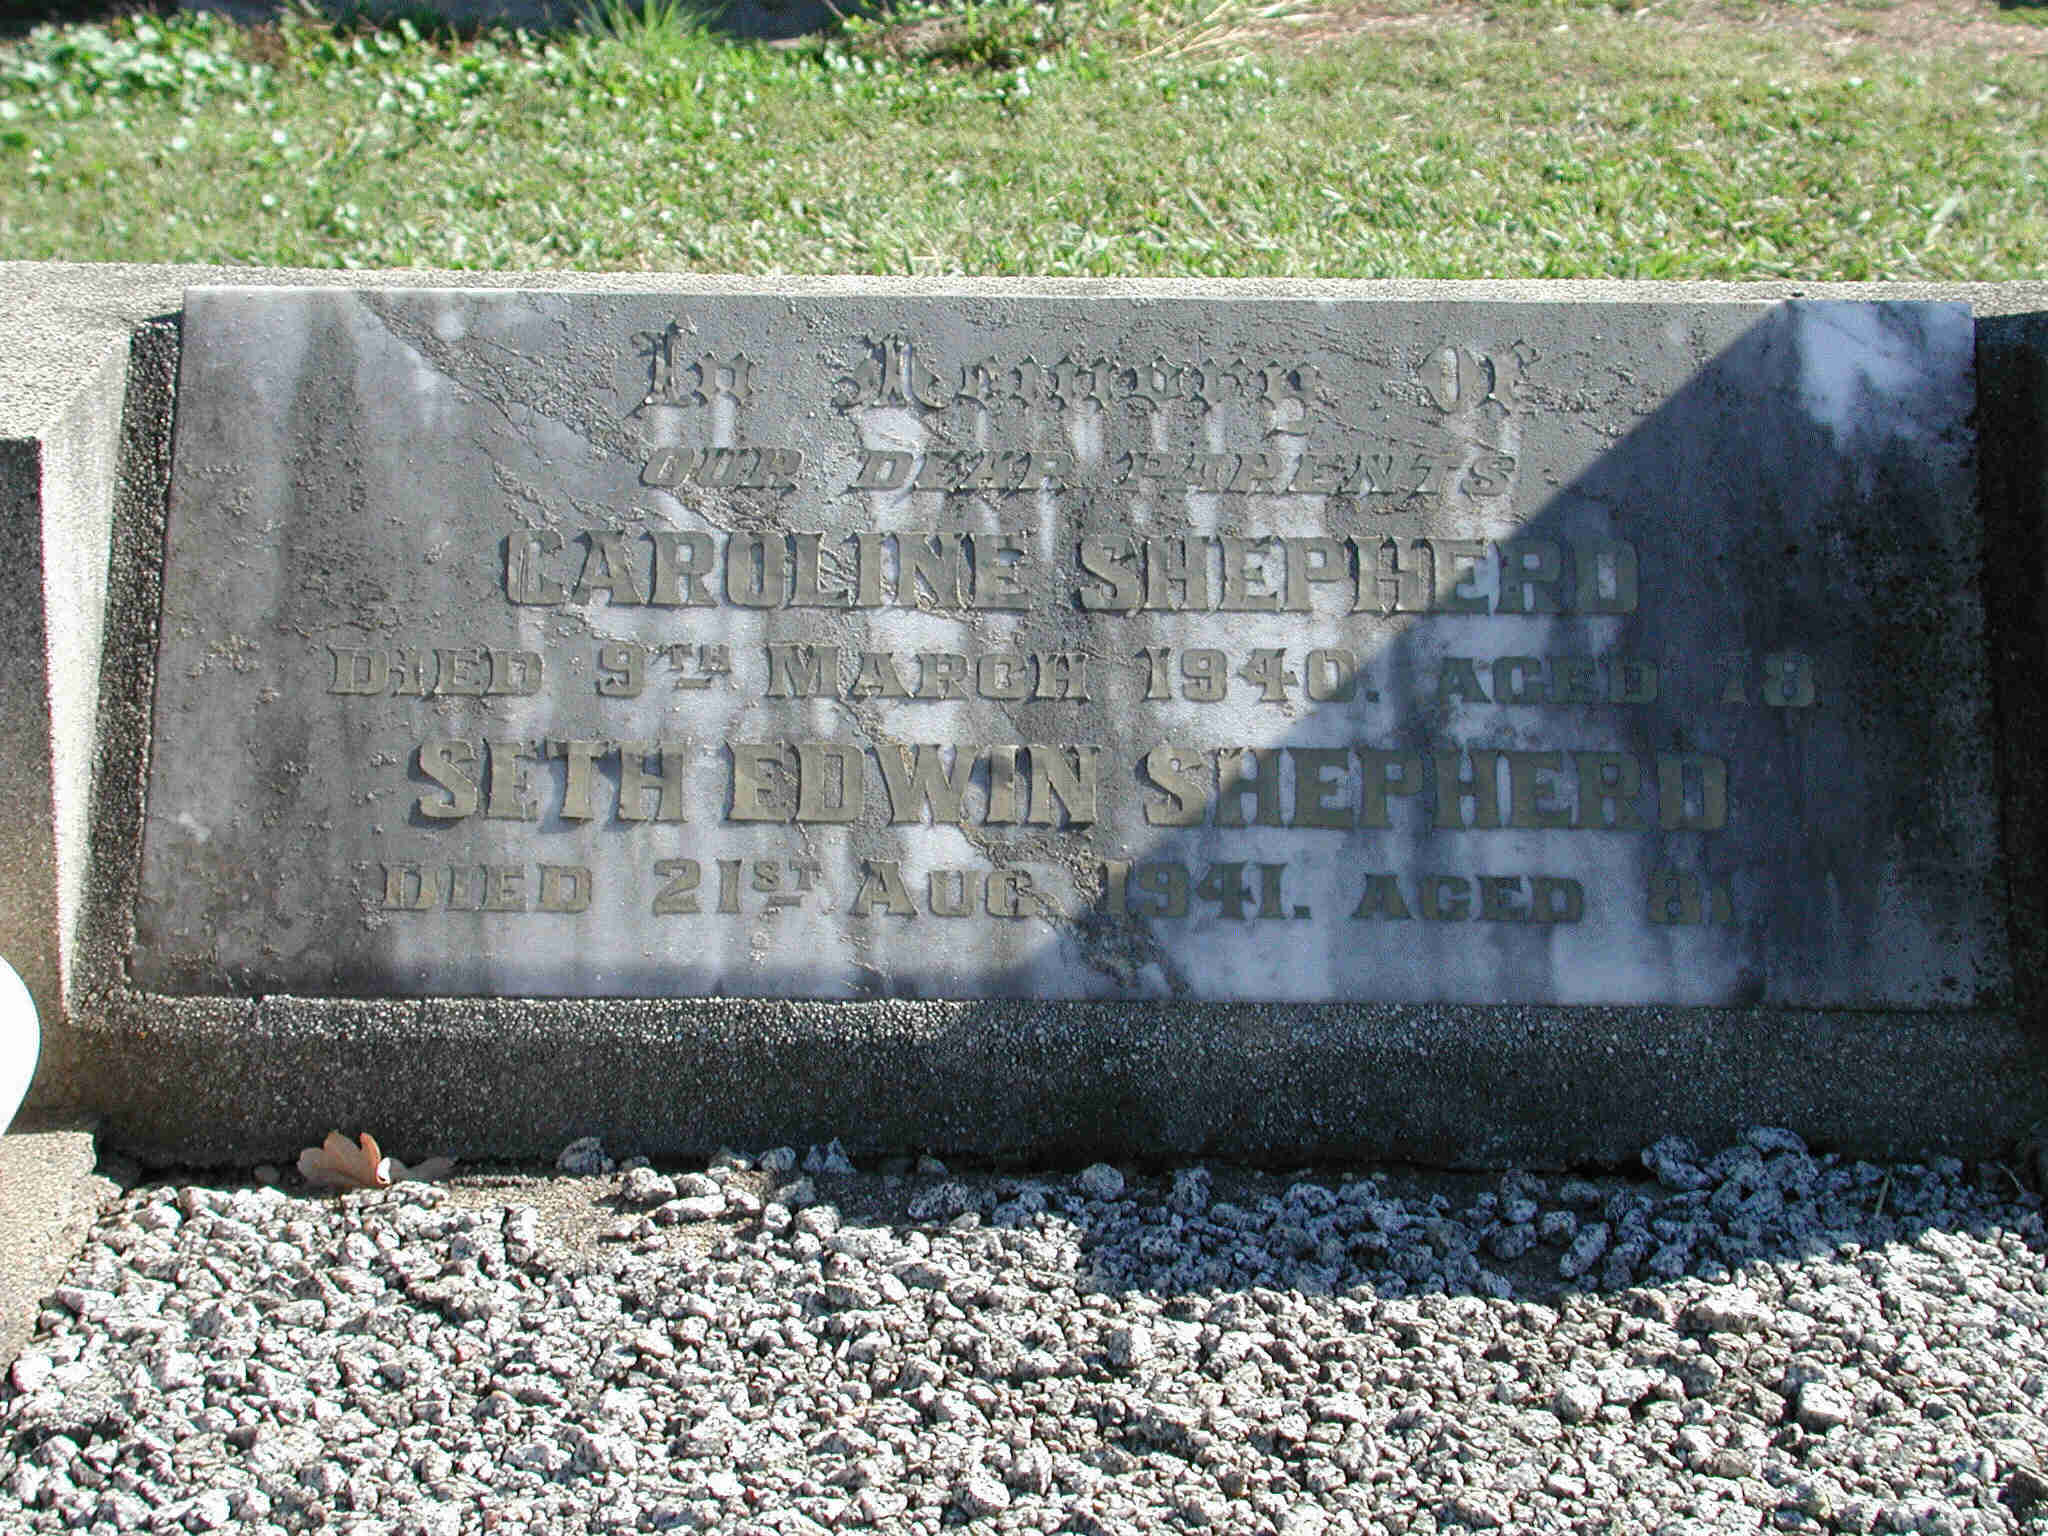 In Memory Of
OUR DEAR PARENTS
CAROLINE SHEPHERD
DIED 9TH MARCH 1940. AGED 78
SETH EDWIN SHEPHERD
DIED 21ST AUG. 1941. AGED 81